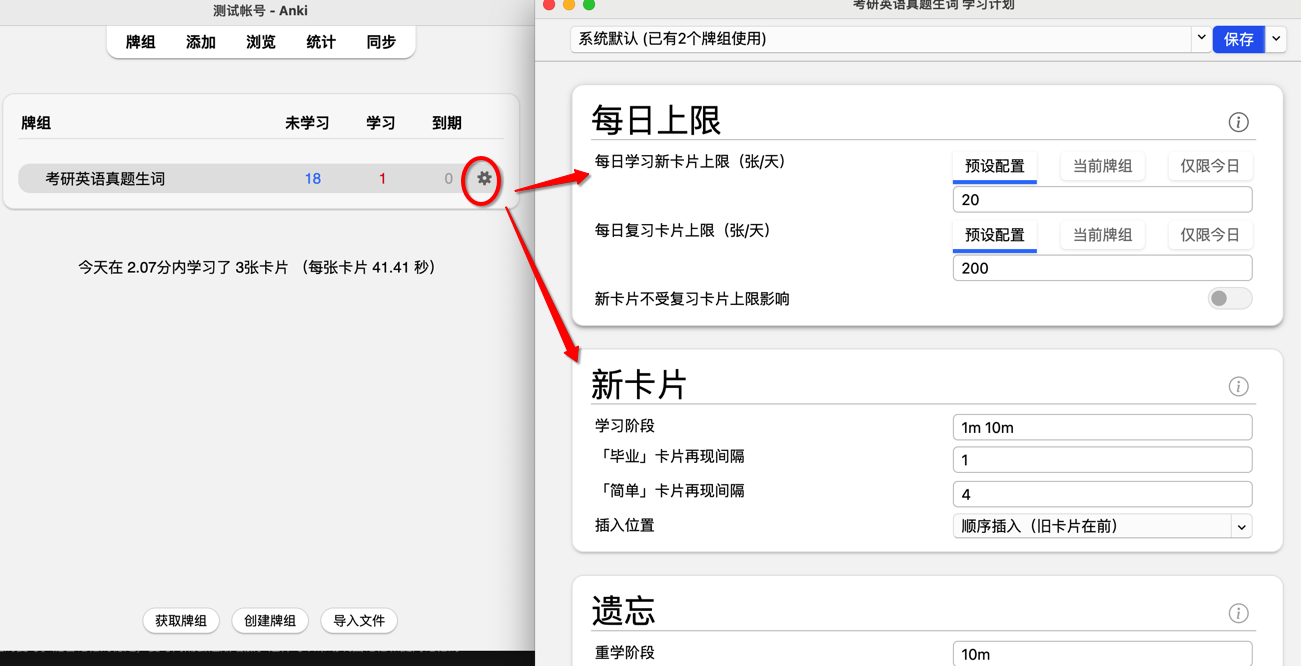 测试帐号 - Anki
牌组 添加 浏览 统计 同步
牌组 未学习 学习 到期
考研英语真题生词 18 1 0
今天在 2.07分内学习了 3张卡片 （每张卡片 41.41 秒）
获取牌组 创建牌组 导入文件
考研英语真题生词 学习计划
系统默认 (已有2个牌组使用) 保存
每日上限
每日学习新卡片上限（张/天） 预设配置 当前牌组 仅限今日
20
每日复习卡片上限（张/天） 预设配置 当前牌组 仅限今日
200
新卡片不受复习卡片上限影响
新卡片
学习阶段 1m 10m
「毕业」卡片再现间隔 1
「简单」卡片再现间隔 4
插入位置 顺序插入（旧卡片在前）
遗忘
重学阶段 10m